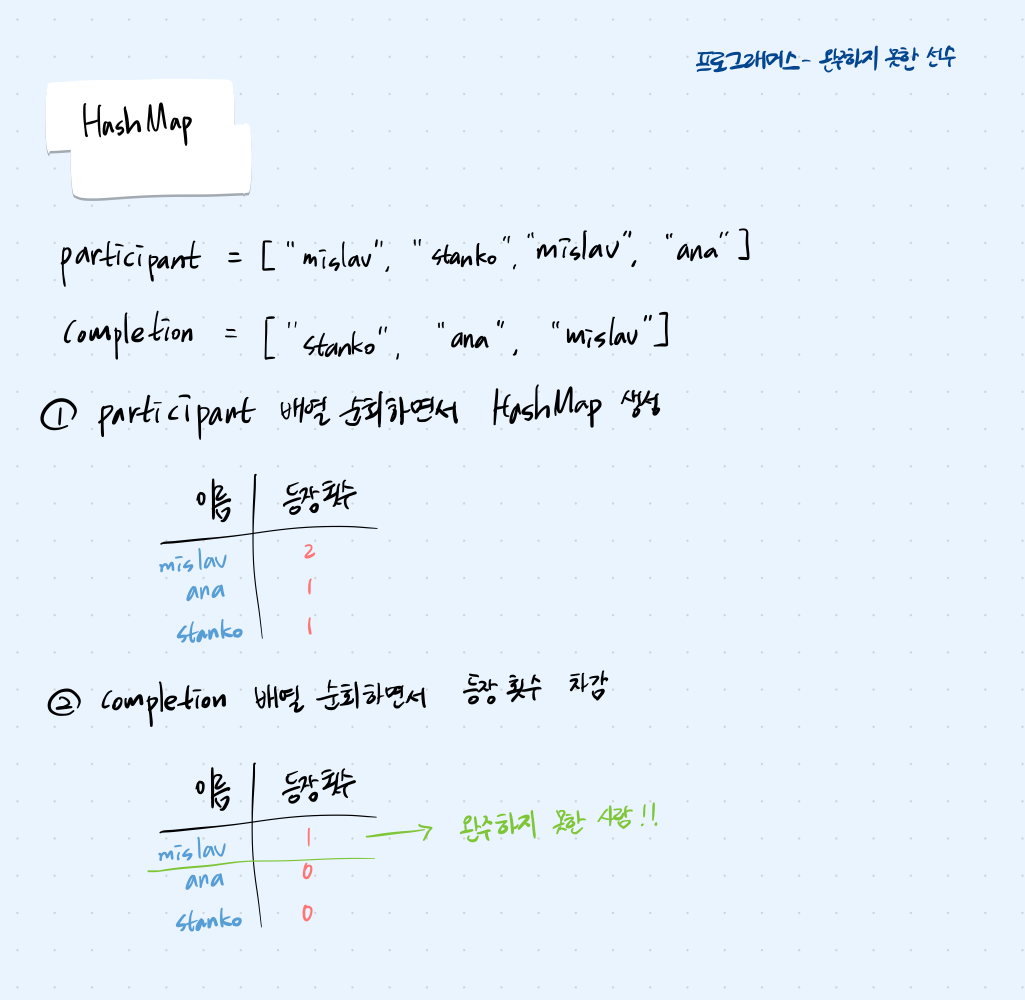 프로그래머스- 완주하지 못한 선수
HashMap
participant = ["mislav", "stanko", "mislav", "ana"]
completion = ["stanko", "ana", "mislav"]
① participant 배열 순회하면서 HashMap 생성
이름 등장횟수
mislav 2
ana 1
stanko 1
② completion 배열 순회하면서 등장 횟수 차감
이름 등장횟수
mislav 1 → 완주하지 못한 사람!!
ana 0
stanko 0